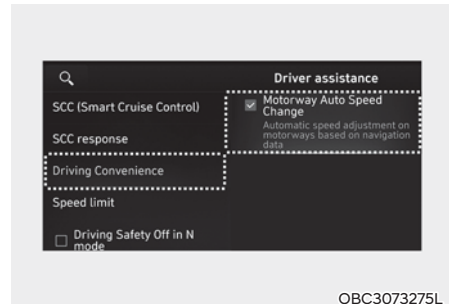 Driver assistance
SCC (Smart Cruise Control)
SCC response
Driving Convenience
Speed limit
Driving Safety Off in N
mode
Motorway Auto Speed
Change
Automatic speed adjustment on
motorways based on navigation
data
OBC3073275L